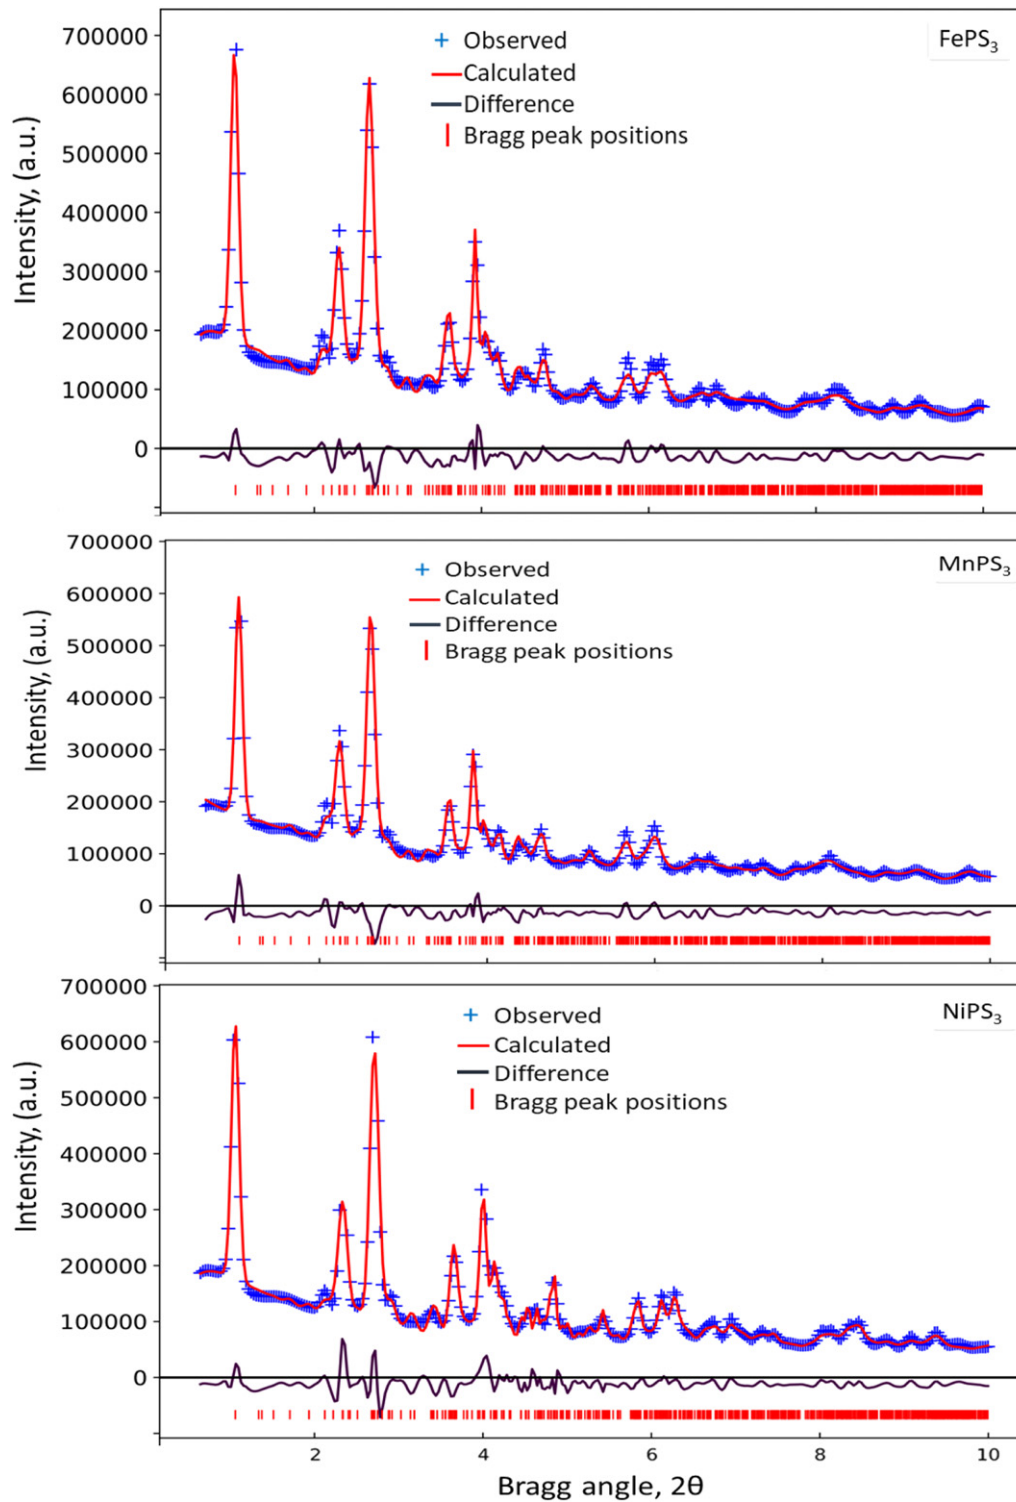 700000
600000
500000
400000
300000
200000
100000
0
Intensity, (a.u.)
Observed
Calculated
Difference
Bragg peak positions
FePS₃
700000
600000
500000
400000
300000
200000
100000
0
Intensity, (a.u.)
Observed
Calculated
Difference
Bragg peak positions
MnPS₃
700000
600000
500000
400000
300000
200000
100000
0
Intensity, (a.u.)
Observed
Calculated
Difference
Bragg peak positions
NiPS₃
2 4 6 8 10
Bragg angle, 2θ